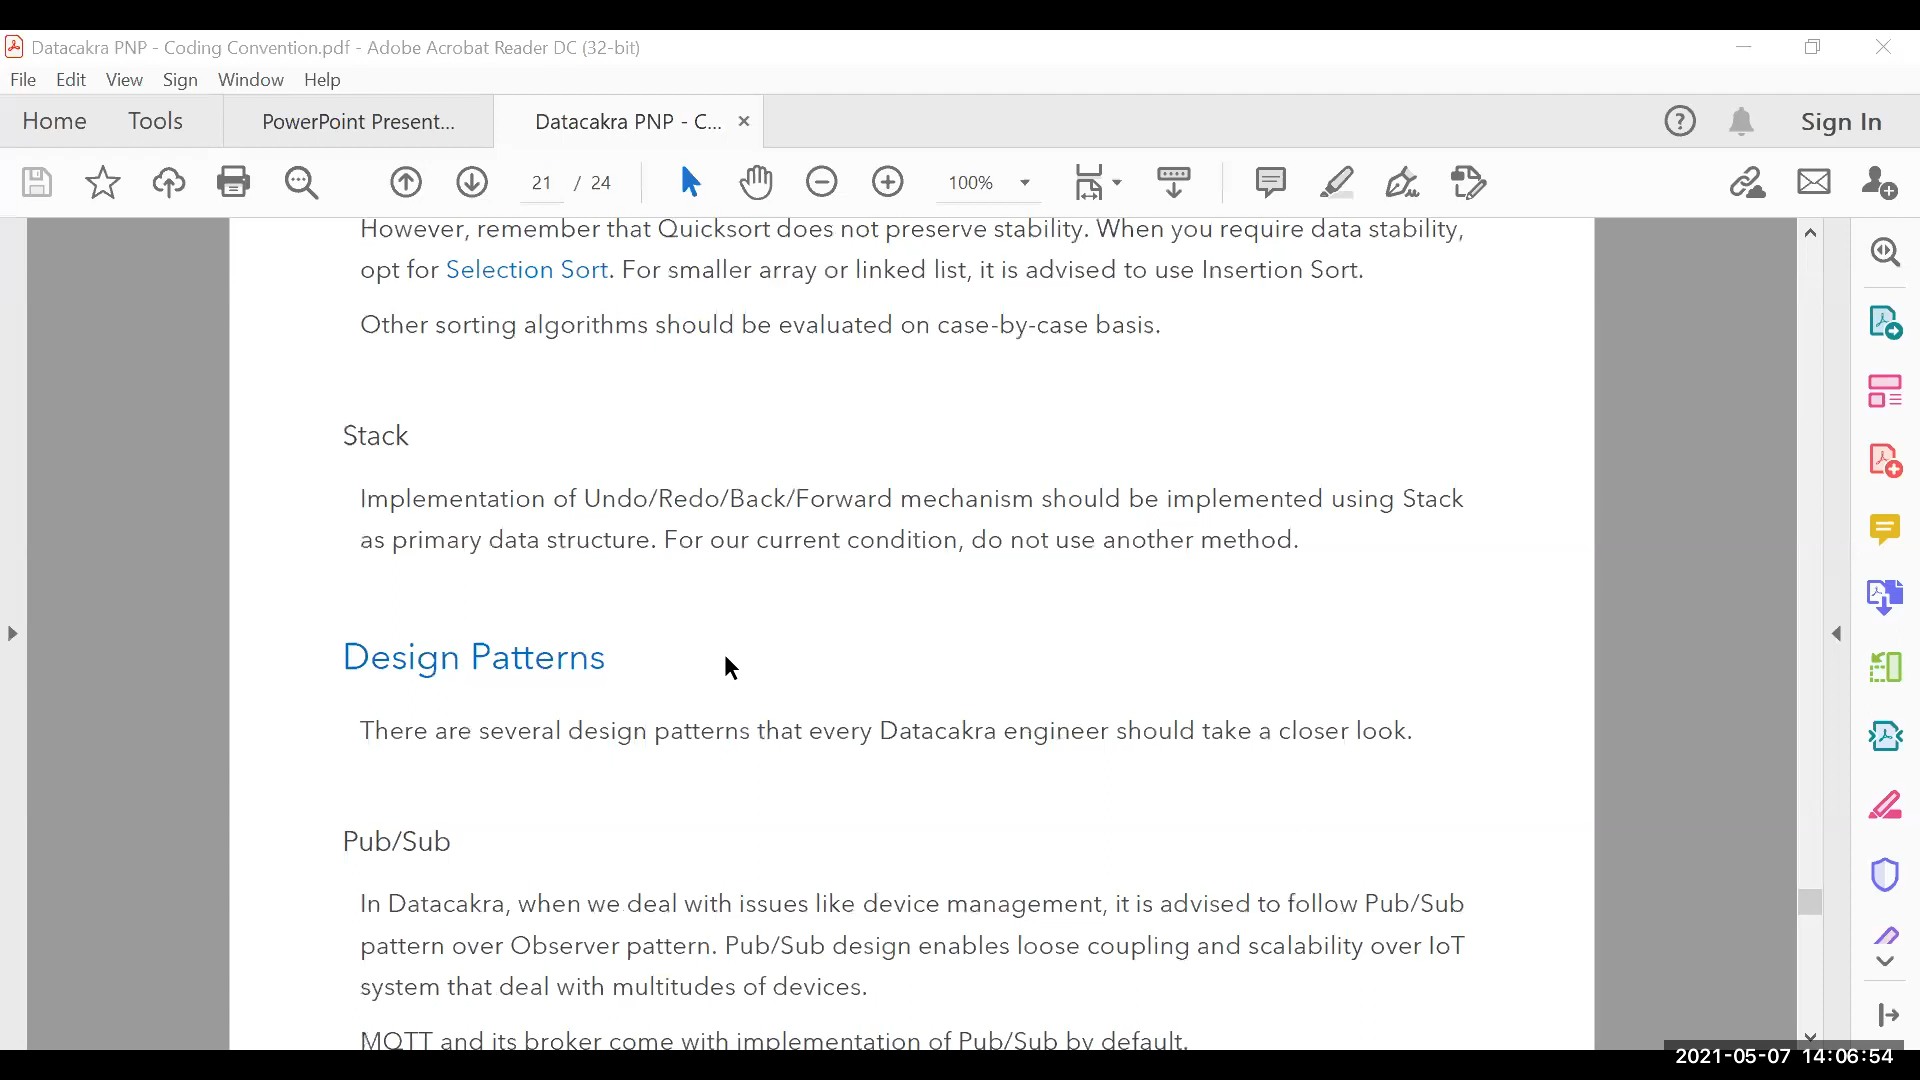 Datacakra PNP - Coding Convention.pdf - Adobe Acrobat Reader DC (32-bit)
File Edit View Sign Window Help
Home Tools PowerPoint Present... Datacakra PNP - C... Sign In
21 / 24 100%
However, remember that Quicksort does not preserve stability. When you require data stability,
opt for Selection Sort. For smaller array or linked list, it is advised to use Insertion Sort.
Other sorting algorithms should be evaluated on case-by-case basis.
Stack
Implementation of Undo/Redo/Back/Forward mechanism should be implemented using Stack
as primary data structure. For our current condition, do not use another method.
Design Patterns
There are several design patterns that every Datacakra engineer should take a closer look.
Pub/Sub
In Datacakra, when we deal with issues like device management, it is advised to follow Pub/Sub
pattern over Observer pattern. Pub/Sub design enables loose coupling and scalability over IoT
system that deal with multitudes of devices.
MQTT and its broker come with implementation of Pub/Sub by default.
2021-05-07 14:06:54